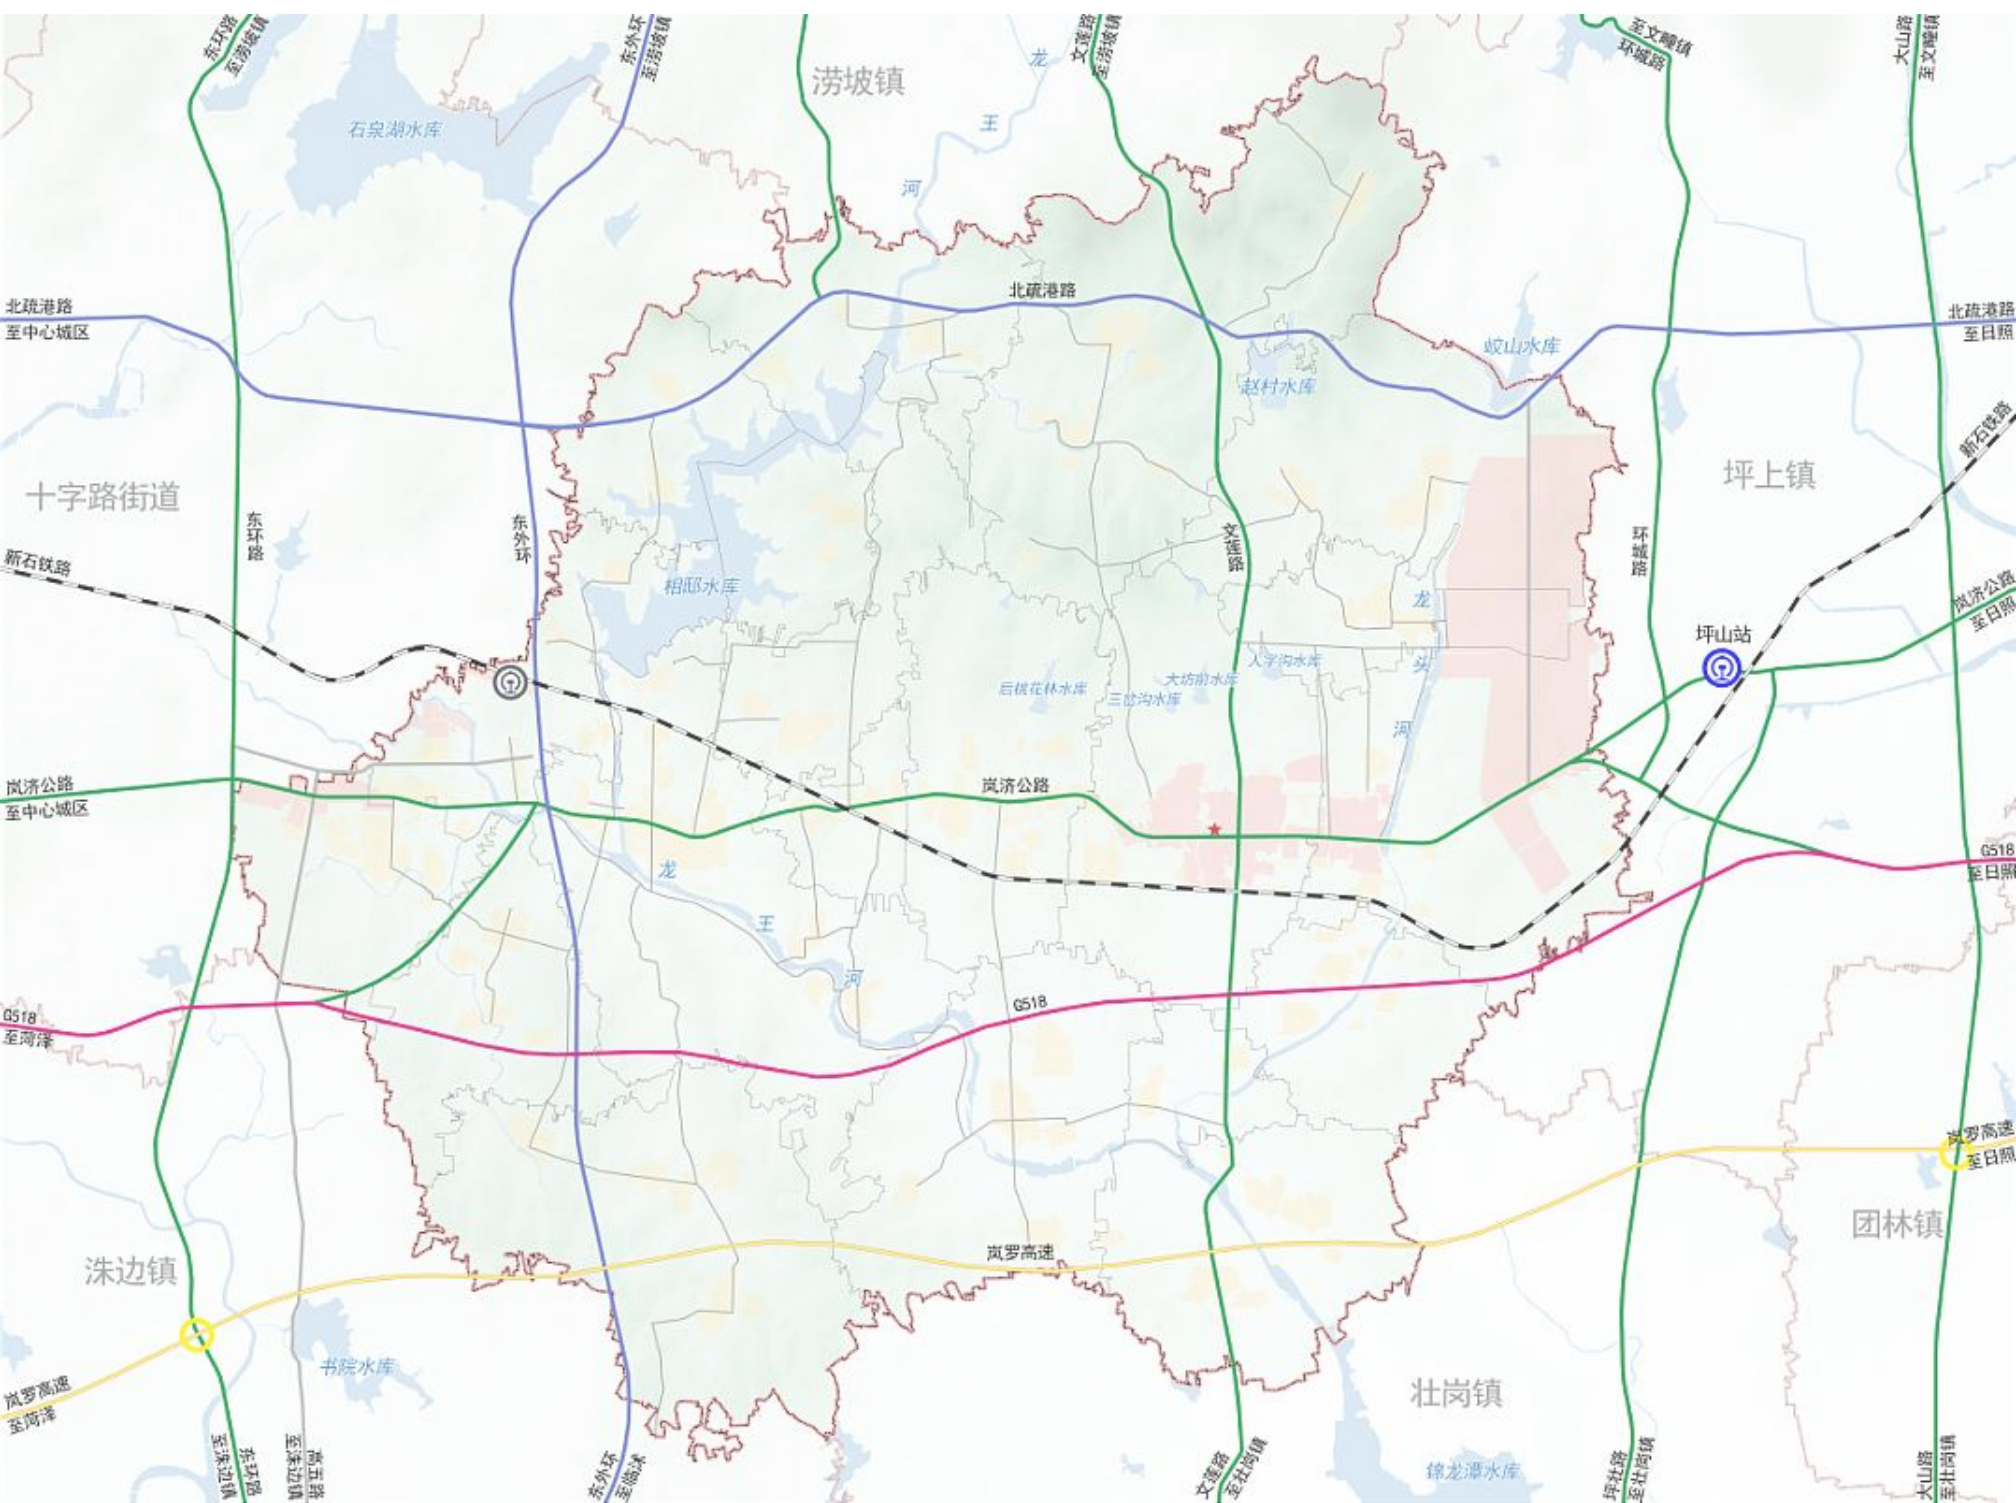 东环路
至涝坡镇
东外环
至涝坡镇
涝坡镇
文莲路
至涝坡镇
至文疃镇
环城路
大山路
至文疃镇
石泉湖水库
龙
王
河
北疏港路
至中心城区
北疏港路
北疏港路
至日照
峧山水库
赵村水库
十字路街道
坪上镇
新石铁路
东环路
东外环
文莲路
环城路
新石铁路
相邸水库
龙
头
河
岚济公路
至日照
坪山站
人字沟水库
大坊前水库
后桃花林水库
三岔沟水库
岚济公路
至中心城区
岚济公路
龙
王
河
G518
至日照
G518
至菏泽
G518
岚罗高速
至日照
团林镇
洙边镇
岚罗高速
书院水库
岚罗高速
至菏泽
壮岗镇
锦龙潭水库
至洙边镇
东环路
至洙边镇
高五路
东外环
至临沭
文莲路
至壮岗镇
坪壮路
至壮岗镇
大山路
至壮岗镇